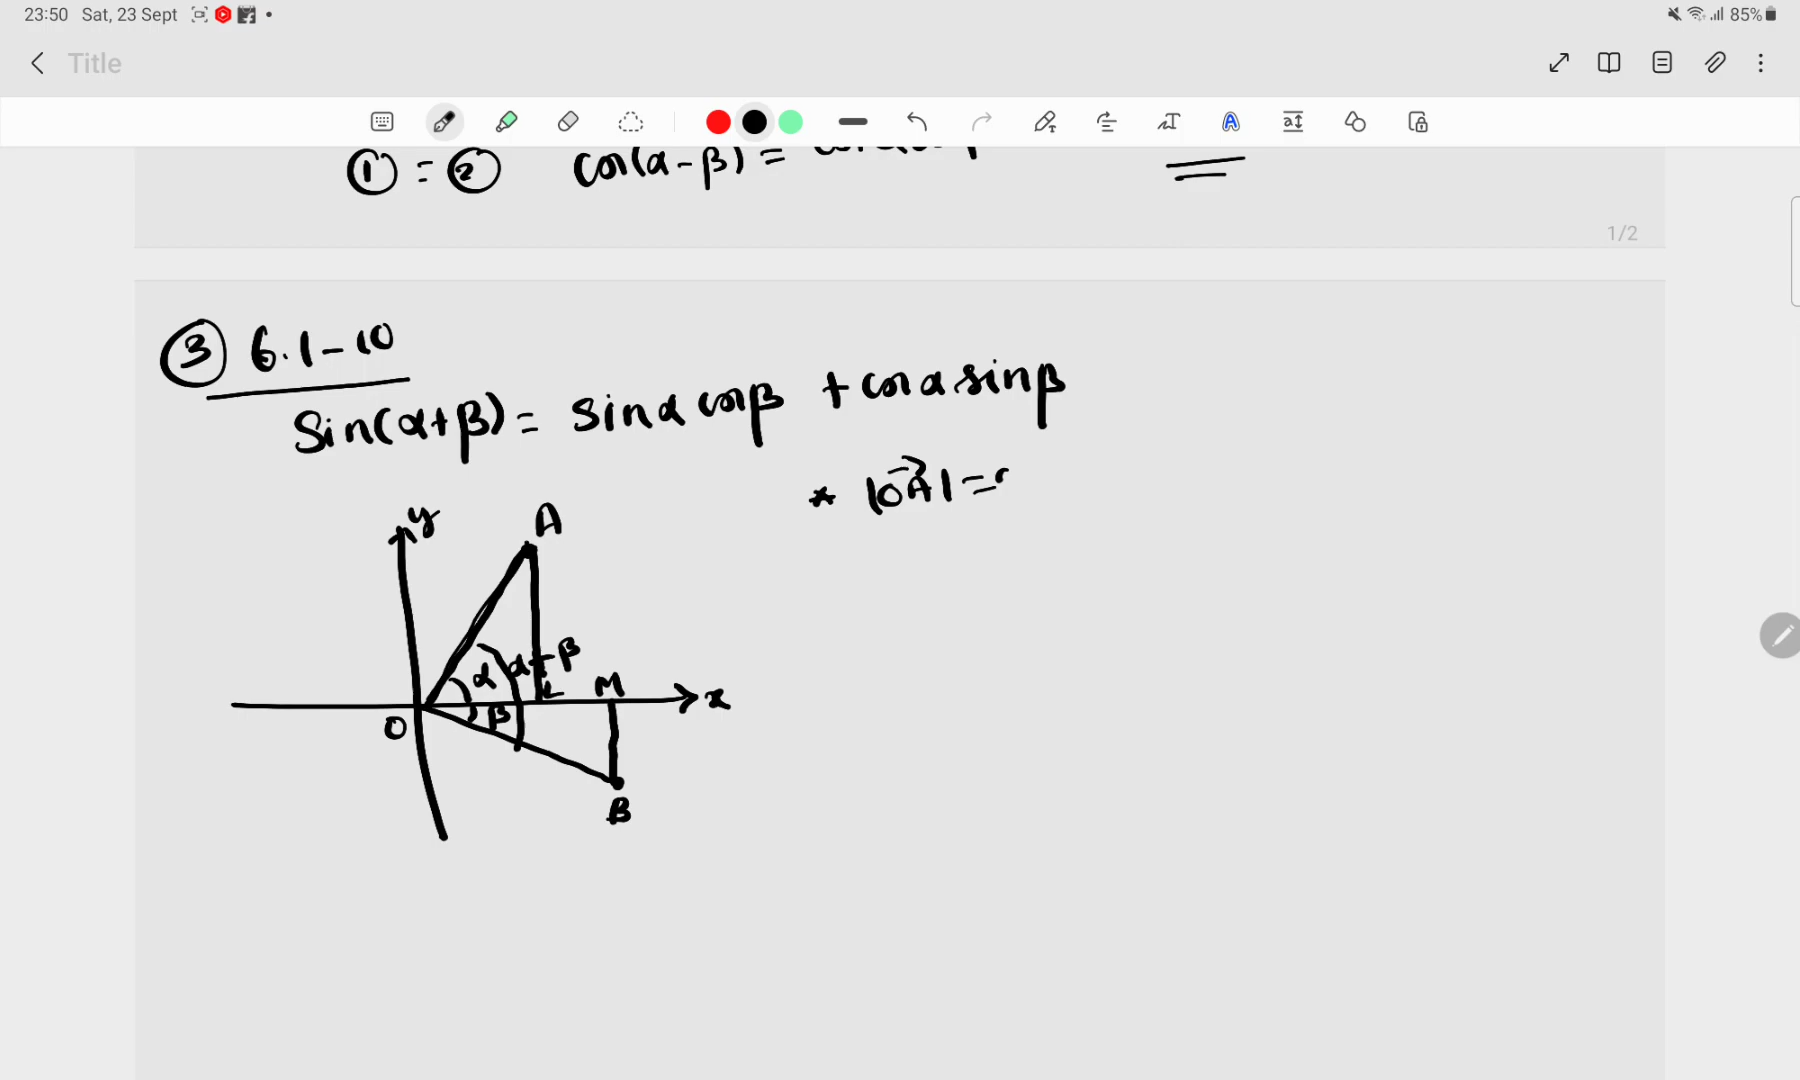 23:50 Sat, 23 Sept 85%
Title
① = ② cos(α-β) =
1/2
③ 6.1-10
Sin(α+β) = sinα cosβ + cosα sinβ
* |OA| =
y
A
α
α+β
L
M
x
O
β
B